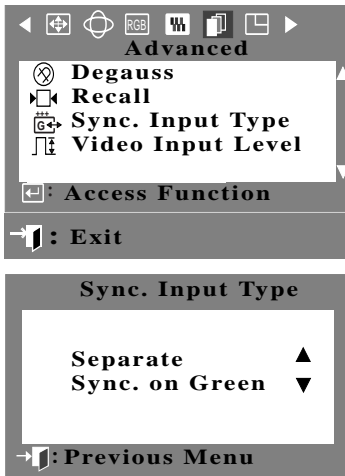 RGB
Advanced
Degauss
Recall
G Sync. Input Type
Video Input Level
: Access Function
: Exit
Sync. Input Type
Separate
Sync. on Green
: Previous Menu